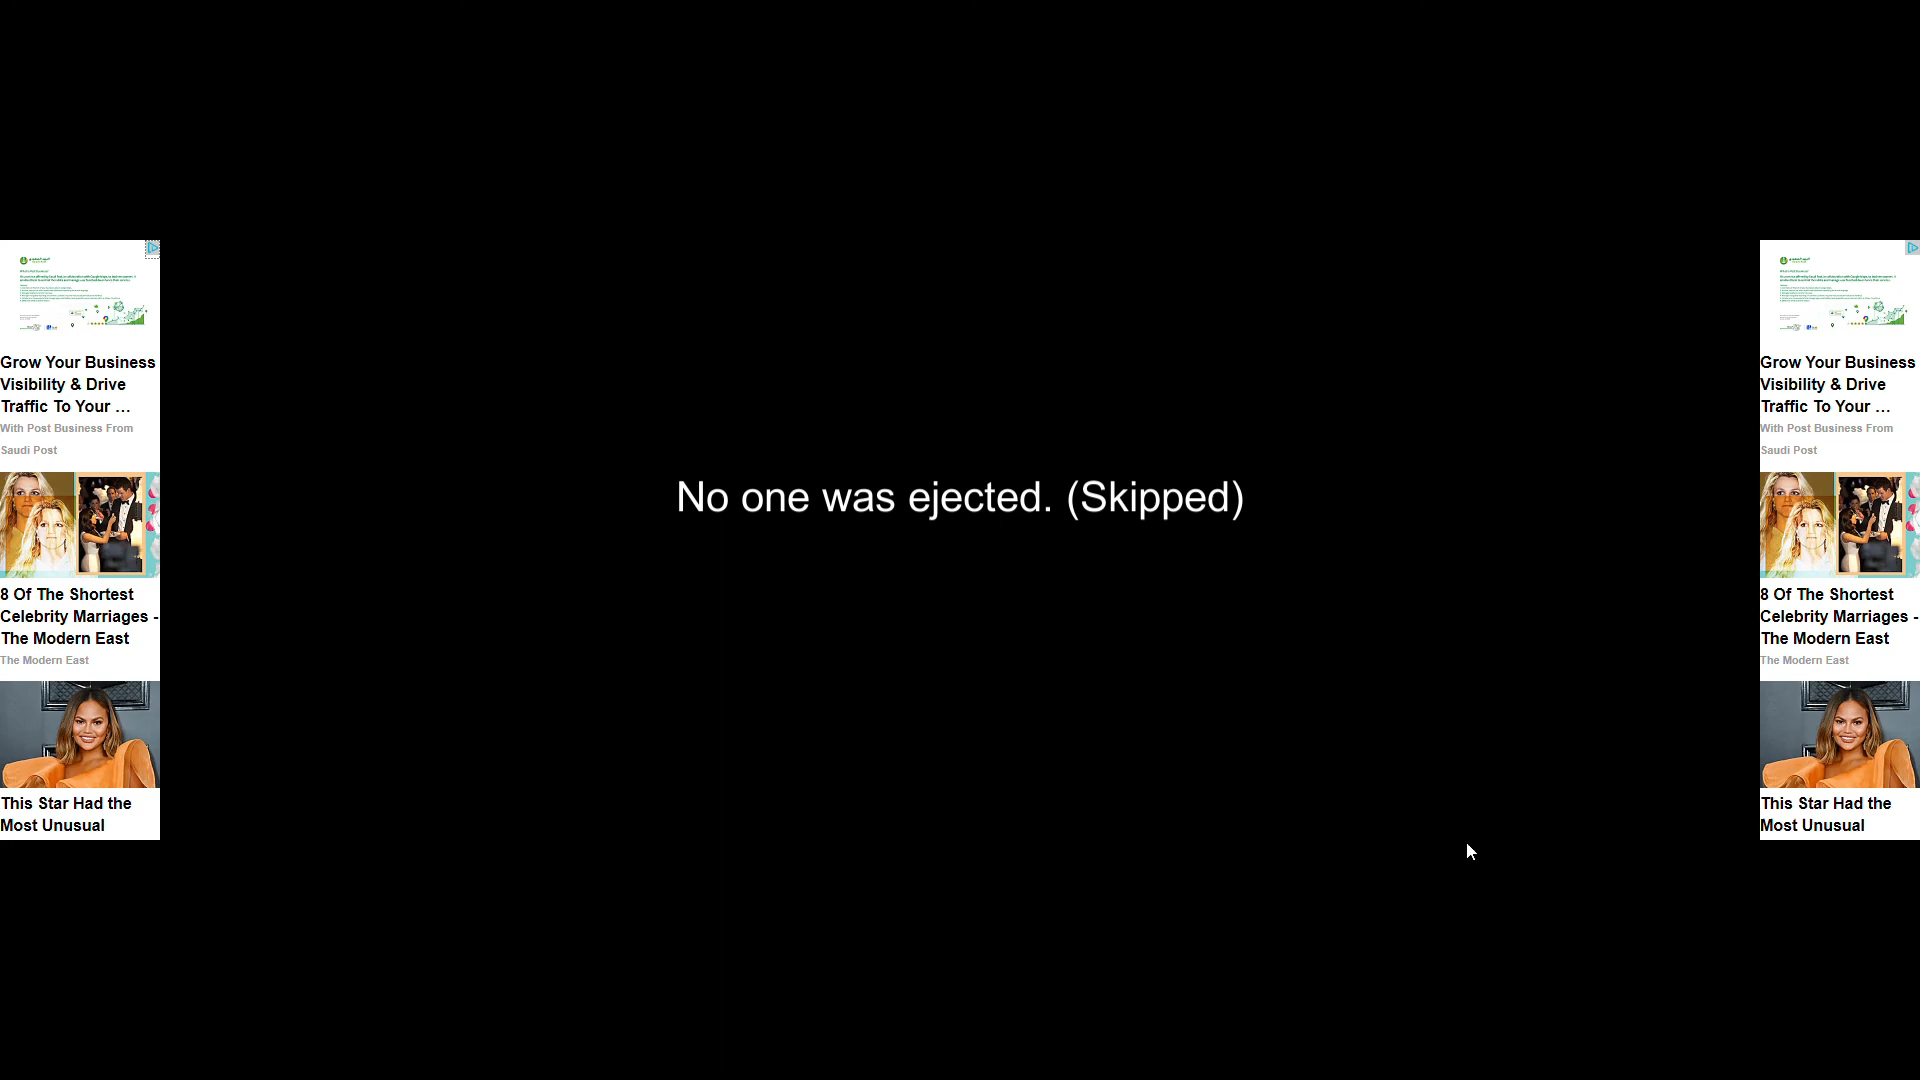 Grow Your Business
Visibility & Drive
Traffic To Your ...
With Post Business From
Saudi Post
8 Of The Shortest
Celebrity Marriages -
The Modern East
The Modern East
This Star Had the
Most Unusual
No one was ejected. (Skipped)
Grow Your Business
Visibility & Drive
Traffic To Your ...
With Post Business From
Saudi Post
8 Of The Shortest
Celebrity Marriages -
The Modern East
The Modern East
This Star Had the
Most Unusual